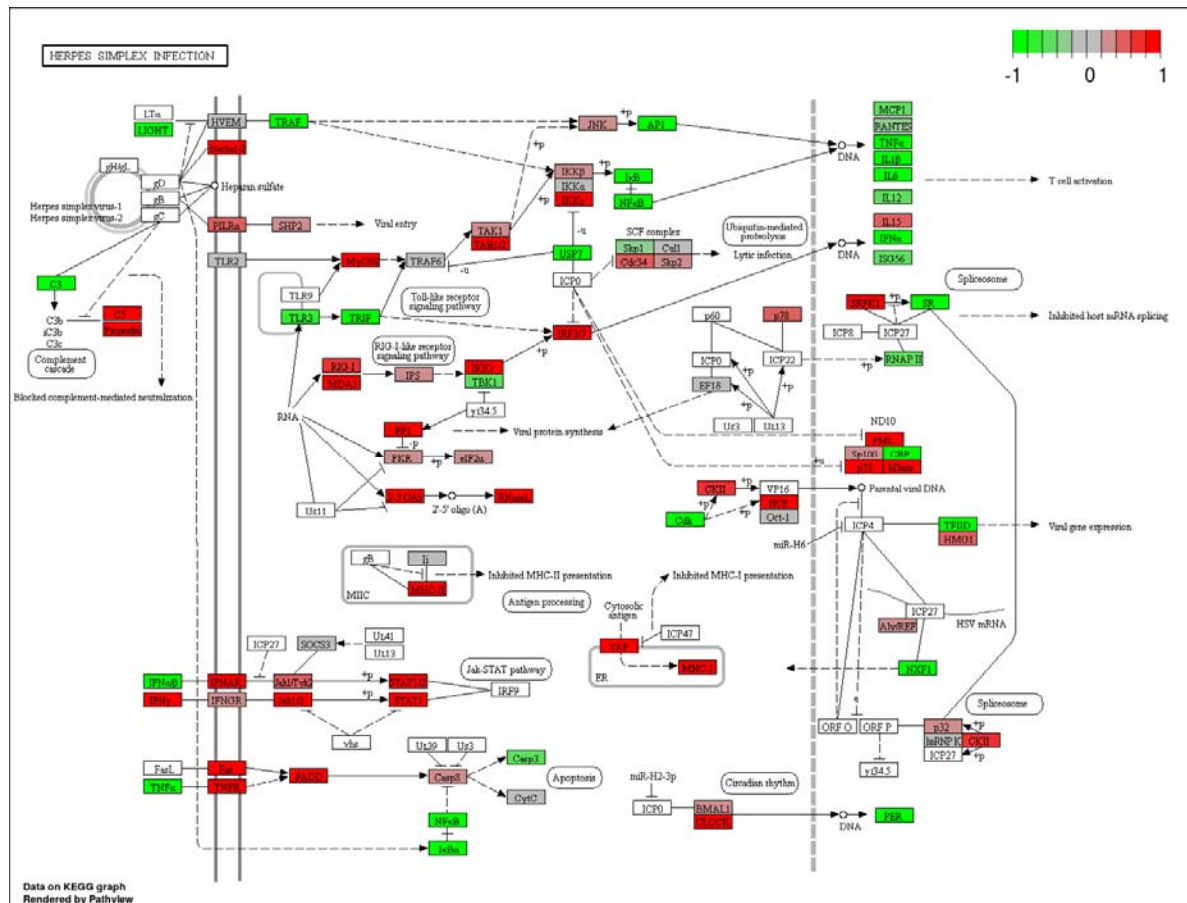 HERPES SIMPLEX INFECTION
-1 0 1
LTα
LIGHT
HVEM
TRAF
JNK
+p
AP1
DNA
MCP1
RANTES
TNFα
IL1β
IL6
IL12
T cell activation
gH/gL
gD
gB
gC
Heparan sulfate
Herpes simplex virus-1
Herpes simplex virus-2
PILRα
SHP2
Viral entry
+p
IKKβ
IKKα
IKKγ
+p
IκB
NFκB
TAK1
TAB1/2
-u
SCF complex
Ubiquitin-mediated
proteolysis
Skp1
Cul1
Cdc34
Skp2
Lytic infection
IL15
IFNα
ISG56
DNA
TLR2
MyD88
TRAF6
-u
USP7
ICP0
TLR9
TLR3
TRIF
Toll-like receptor
signaling pathway
IRF3/7
C3
C3b
iC3b
C3c
C5
Properdin
Complement
cascade
Blocked complement-mediated neutralization
RIG-I-like receptor
signaling pathway
RIG-I
MDA5
IPS
TBK1
+p
γ34.5
RNA
PP1
-p
Viral protein synthesis
PKR
+p
eIF2α
2'-5'OAS
2'-5' oligo (A)
RNaseL
Us11
p60
p78
ICP0
ICP22
EF1δ
+p
+p
Us3
UL13
SRPK1
+p
SR
Spliceosome
ICP8
ICP27
Inhibited host mRNA splicing
RNAP II
ND10
PML
Sp100
CBP
p53
+u
CKII
+p
VP16
HCF
Oct-1
Cdk
+p
Parental viral DNA
ICP4
miR-H6
TFIID
HMG1
Viral gene expression
gB
Ii
MHC-II
MIIC
Inhibited MHC-II presentation
Antigen processing
Inhibited MHC-I presentation
Cytosolic
antigen
TAP
ICP47
MHC-I
ER
ICP27
HSV mRNA
Aly/REF
NXF1
ICP27
SOCS3
UL41
UL13
IFNα/β
IFNAR
Jak1/Tyk2
+p
STAT1/2
IFNγ
IFNGR
Jak1/2
+p
STAT1
IRF9
Jak-STAT pathway
vhs
ORF O
ORF P
γ34.5
Spliceosome
p32
hnRNP K
ICP27
CKII
+p
+p
FasL
Fas
TNFα
TNFR
FADD
UL39
Us3
Casp8
Casp3
CytC
Apoptosis
NFκB
IκBα
miR-H2-3p
ICP0
BMAL1
CLOCK
Circadian rhythm
DNA
PER
Data on KEGG graph
Rendered by Pathview